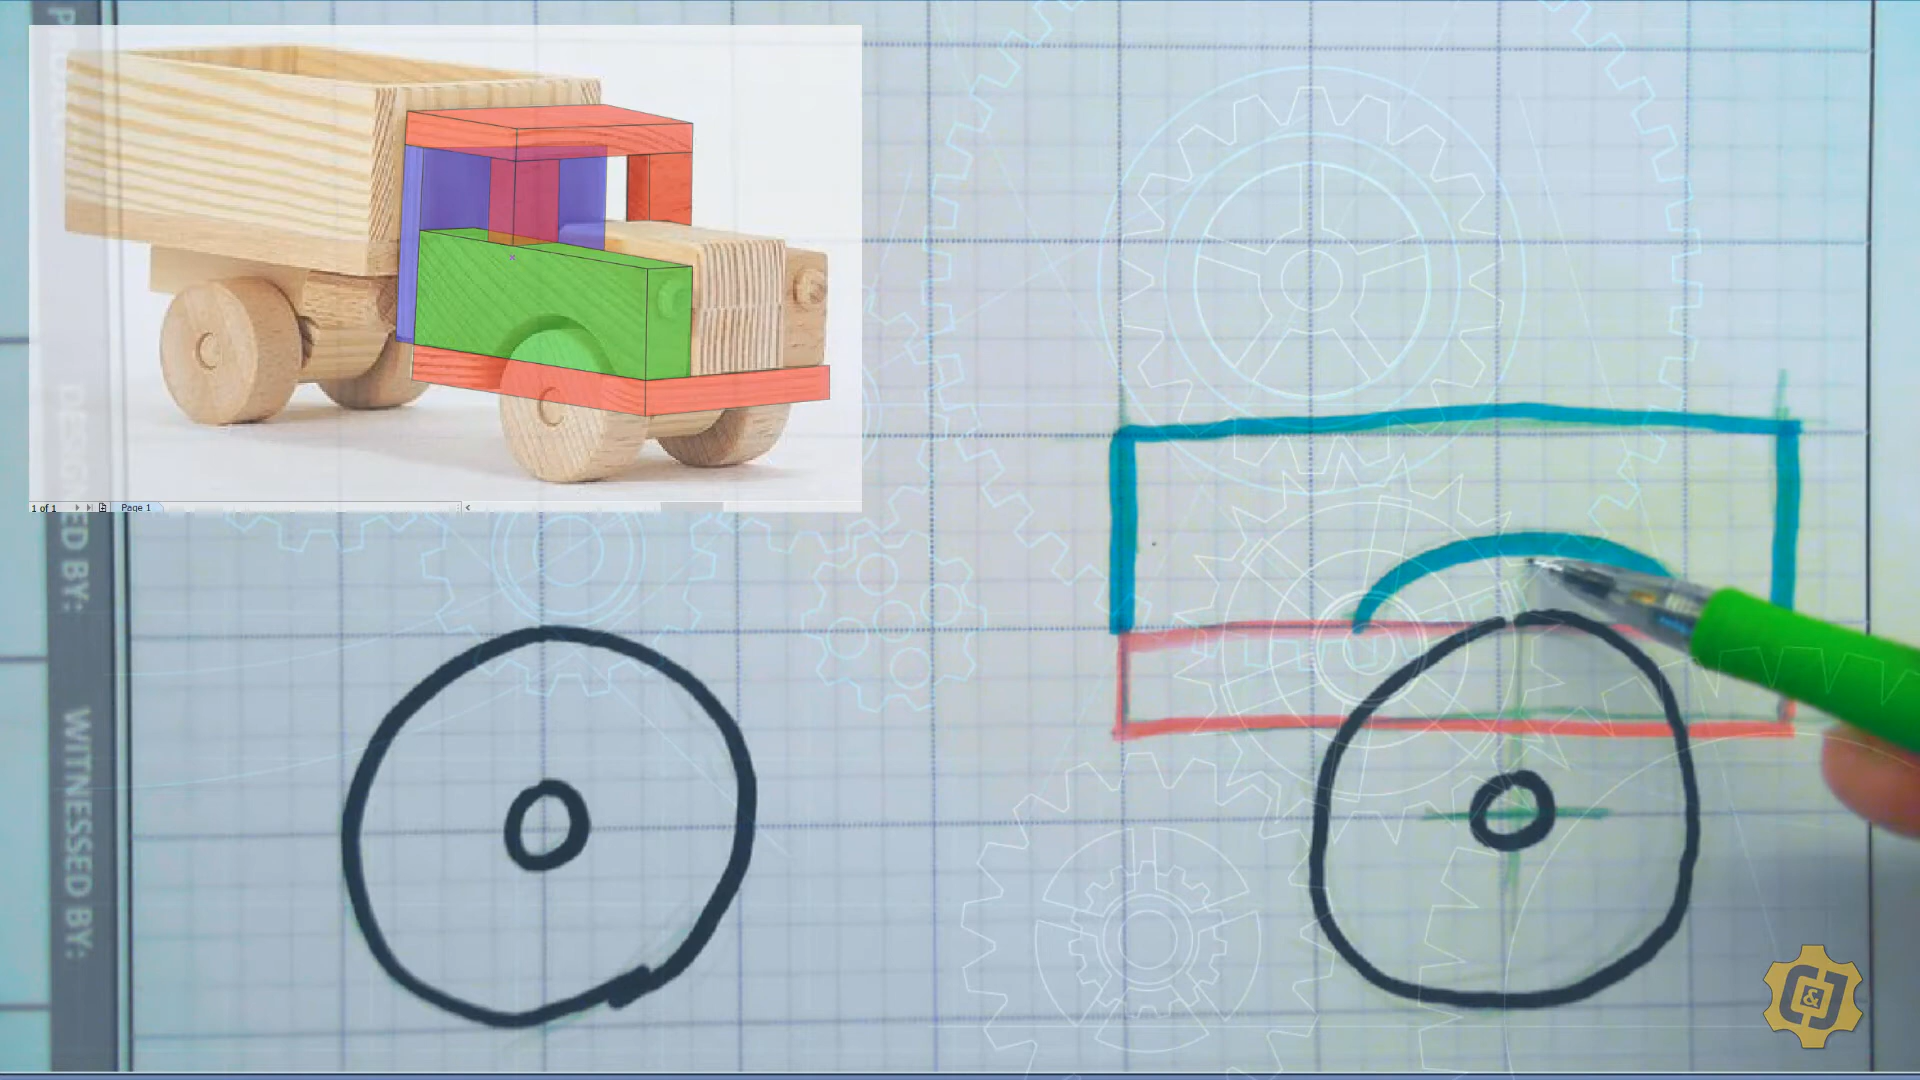 1 of 1
Page 1
DESIGNED BY:
WITNESSED BY:
C&J